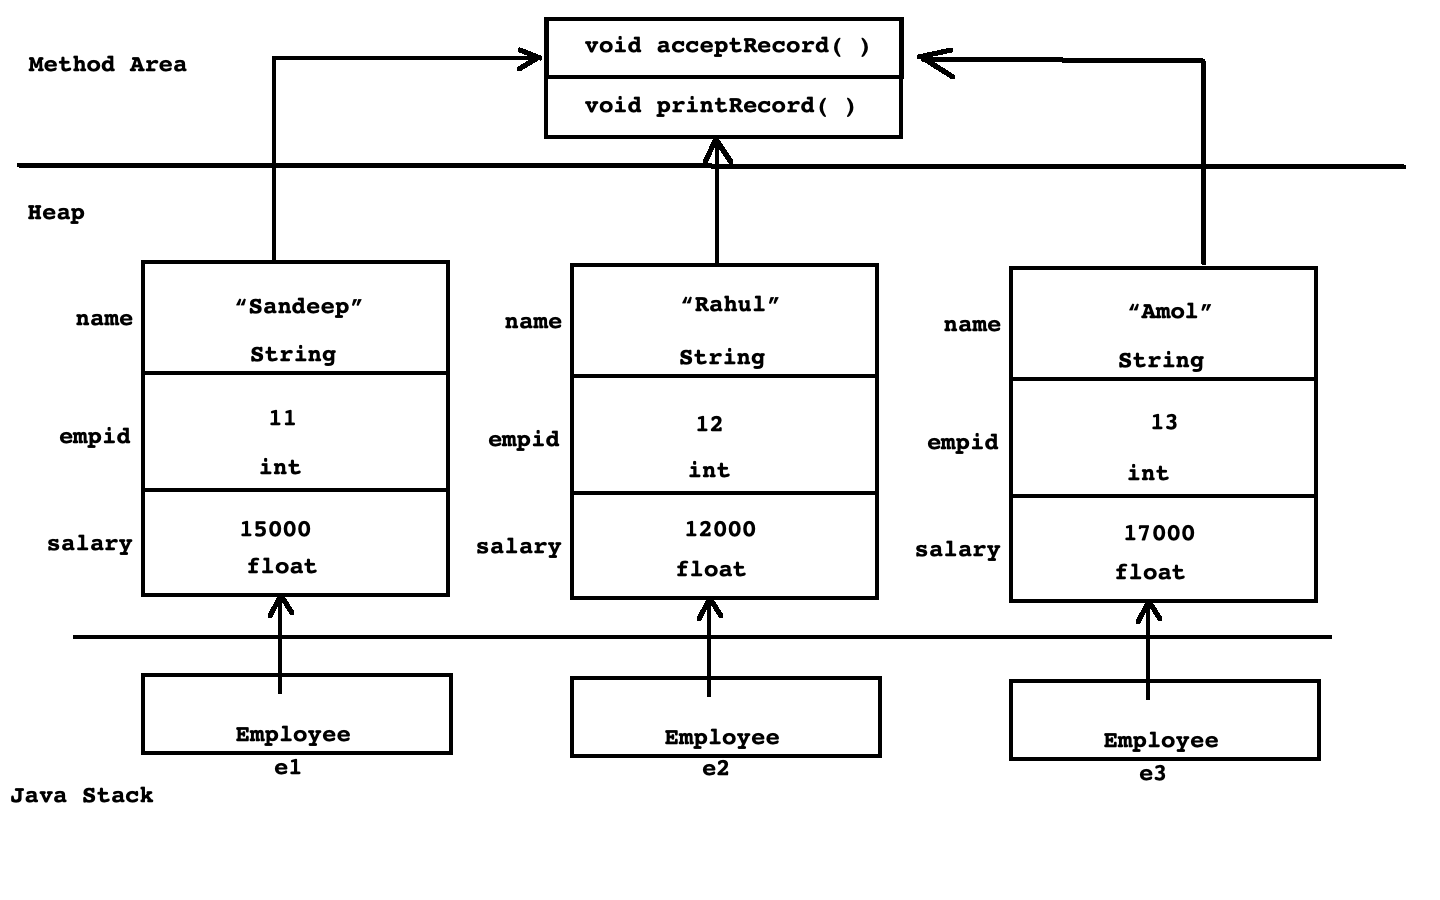 void acceptRecord( )
Method Area
void printRecord( )
Heap
name
“Sandeep”
String
empid
11
int
salary
15000
float
name
“Rahul”
String
empid
12
int
salary
12000
float
name
“Amol”
String
empid
13
int
salary
17000
float
Employee
e1
Employee
e2
Employee
e3
Java Stack